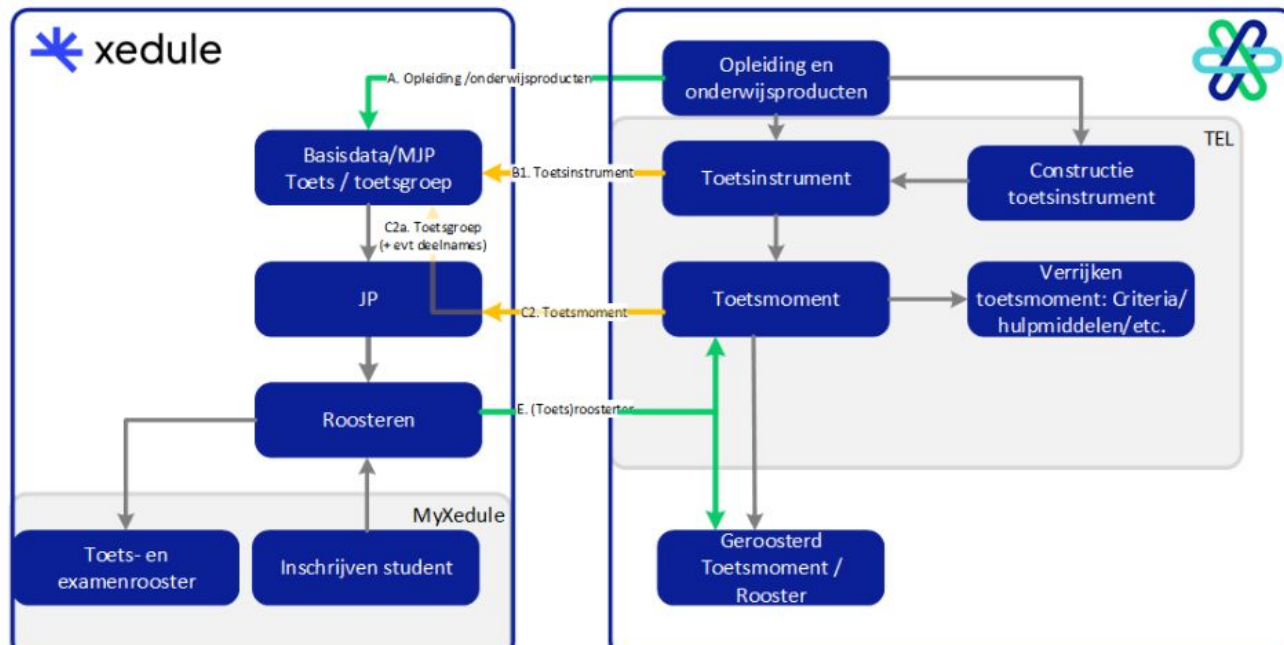 xedule
Opleiding en
onderwijsproducten
A. Opleiding /onderwijsproducten
TEL
Basisdata/MJP
Toets / toetsgroep
B1. Toetsinstrument
Toetsinstrument
Constructie
toetsinstrument
C2a. Toetsgroep
(+ evt deelnames)
JP
C2. Toetsmoment
Toetsmoment
Verrijken
toetsmoment: Criteria/
hulpmiddelen/etc.
Roosteren
E. (Toets)rooster
MyXedule
Toets- en
examenrooster
Inschrijven student
Geroosterd
Toetsmoment /
Rooster